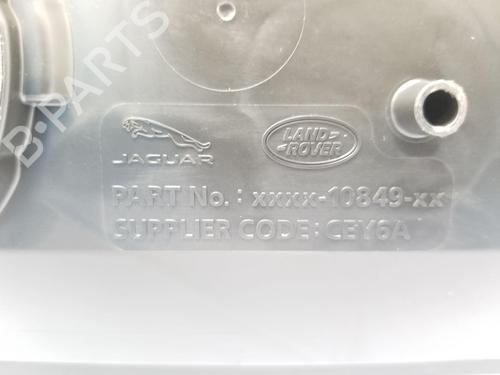 B-PARTS
JAGUAR
LAND-
ROVER
PART No.: xxxx-10849-xx
SUPPLIER CODE: CEY6A